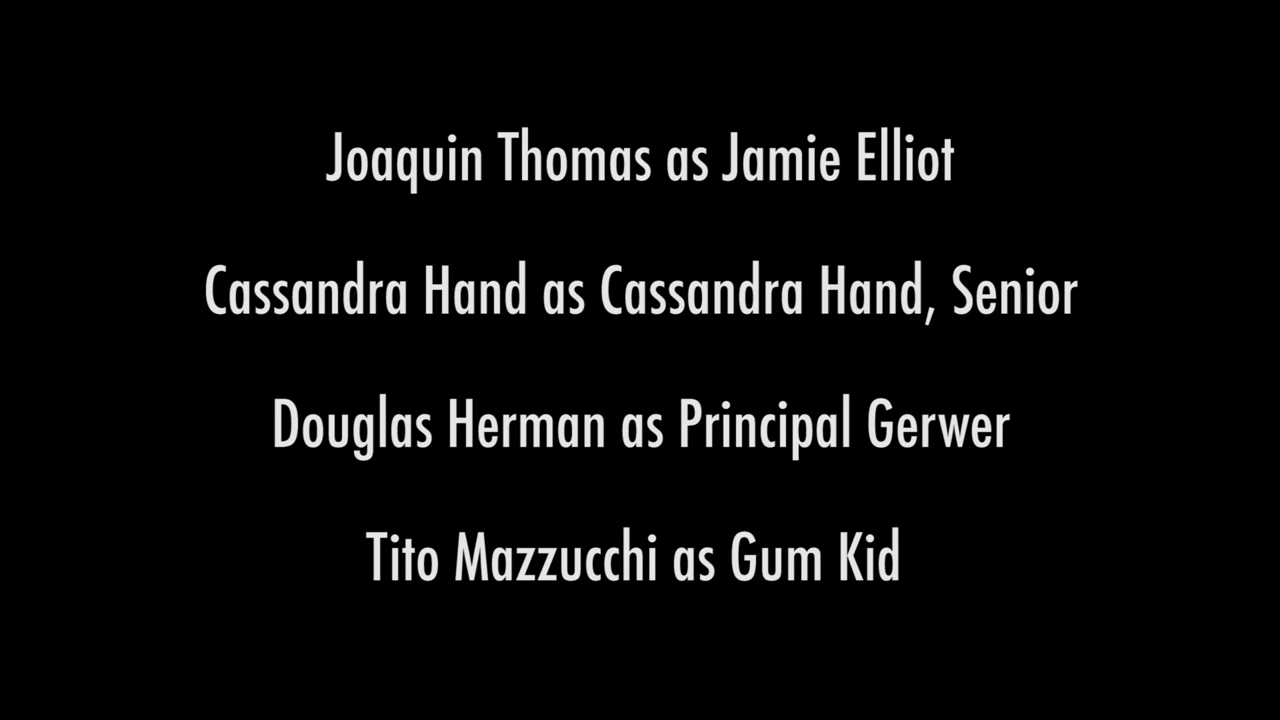 Joaquin Thomas as Jamie Elliot
Cassandra Hand as Cassandra Hand, Senior
Douglas Herman as Principal Gerwer
Tito Mazzucchi as Gum Kid